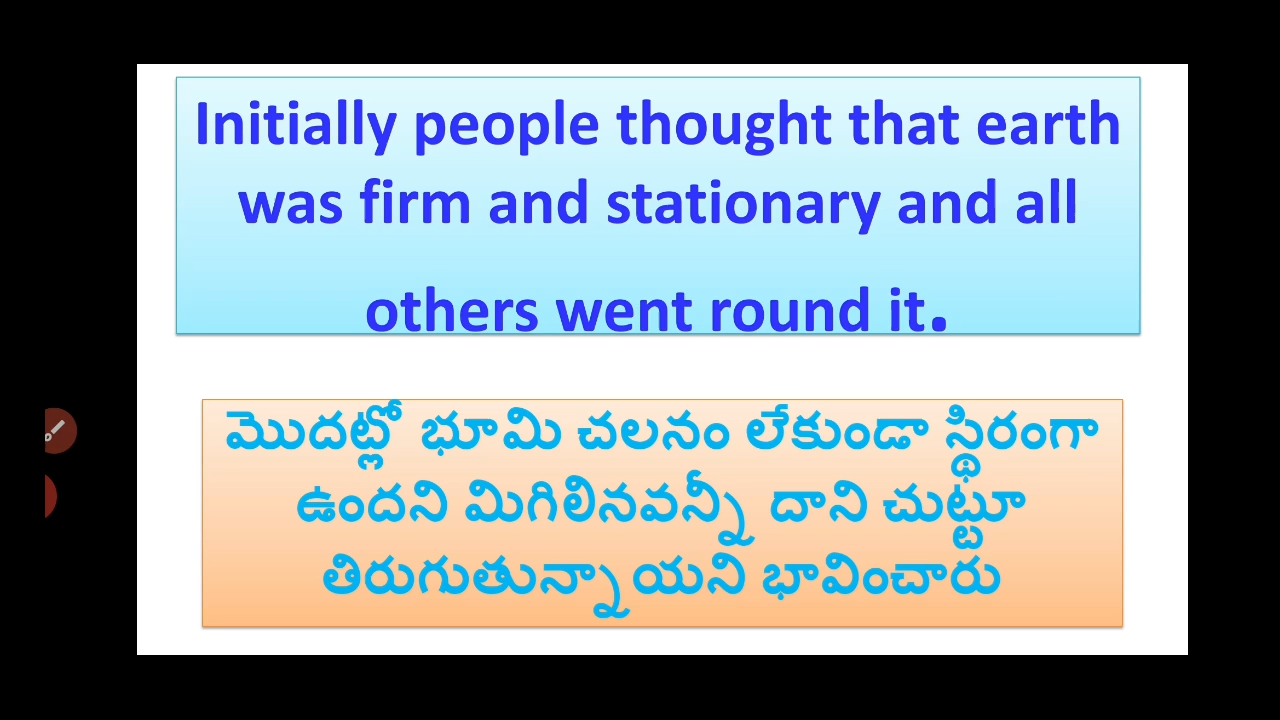 Initially people thought that earth
was firm and stationary and all
others went round it.
మొదట్లో భూమి చలనం లేకుండా స్థిరంగా
ఉందని మిగిలినవన్నీ దాని చుట్టూ
తిరుగుతున్నాయని భావించారు